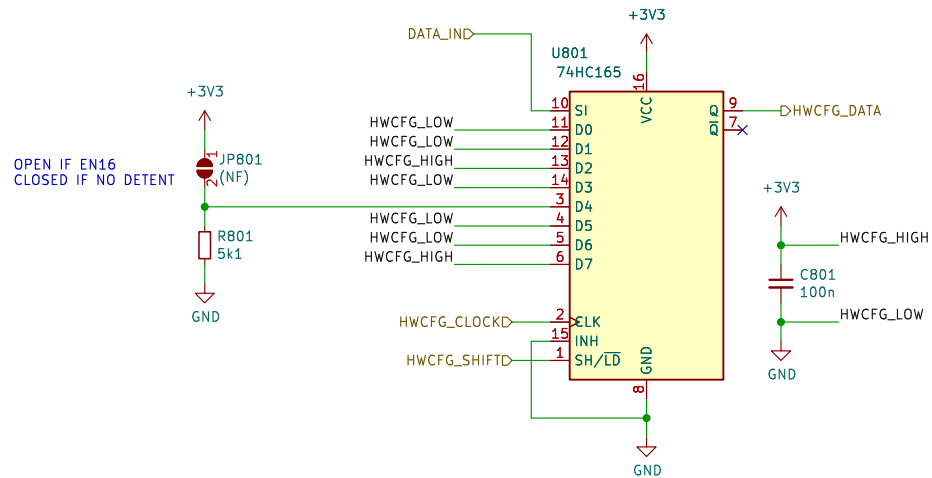 +3V3
DATA_IN
U801
74HC165
16
VCC
10
SI
Q
9
HWCFG_DATA
+3V3
HWCFG_LOW
11
D0
Q
7
HWCFG_LOW
12
D1
OPEN IF EN16
CLOSED IF NO DETENT
1
JP801
(NF)
2
HWCFG_HIGH
13
D2
HWCFG_LOW
14
D3
+3V3
3
D4
HWCFG_LOW
4
D5
R801
5k1
HWCFG_LOW
5
D6
HWCFG_HIGH
HWCFG_HIGH
6
D7
C801
100n
GND
HWCFG_CLOCK
2
CLK
HWCFG_LOW
15
INH
HWCFG_SHIFT
1
SH/LD
GND
GND
8
GND